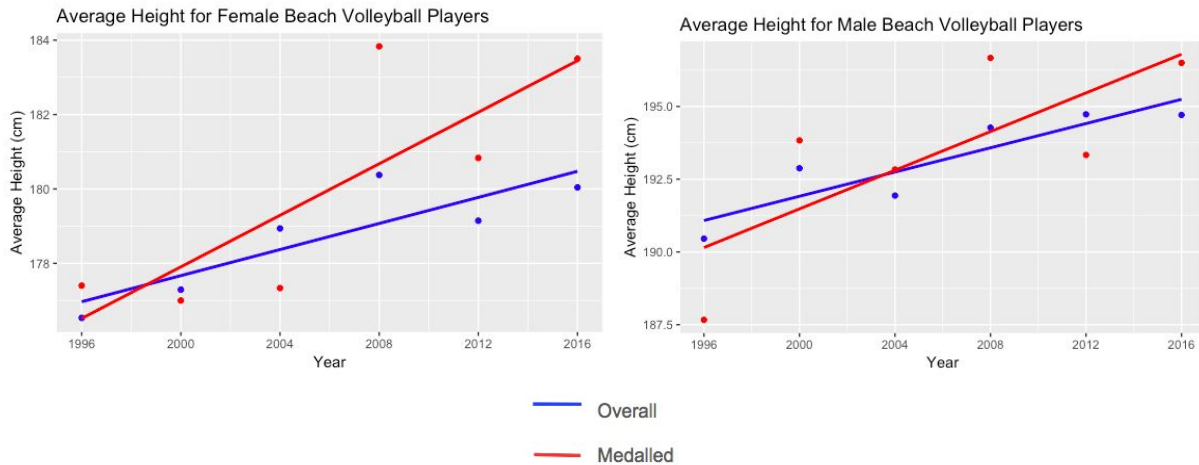 Average Height for Female Beach Volleyball Players
184
182
180
178
Average Height (cm)
1996 2000 2004 2008 2012 2016
Year
Average Height for Male Beach Volleyball Players
195.0
192.5
190.0
187.5
Average Height (cm)
1996 2000 2004 2008 2012 2016
Year
Overall
Medalled